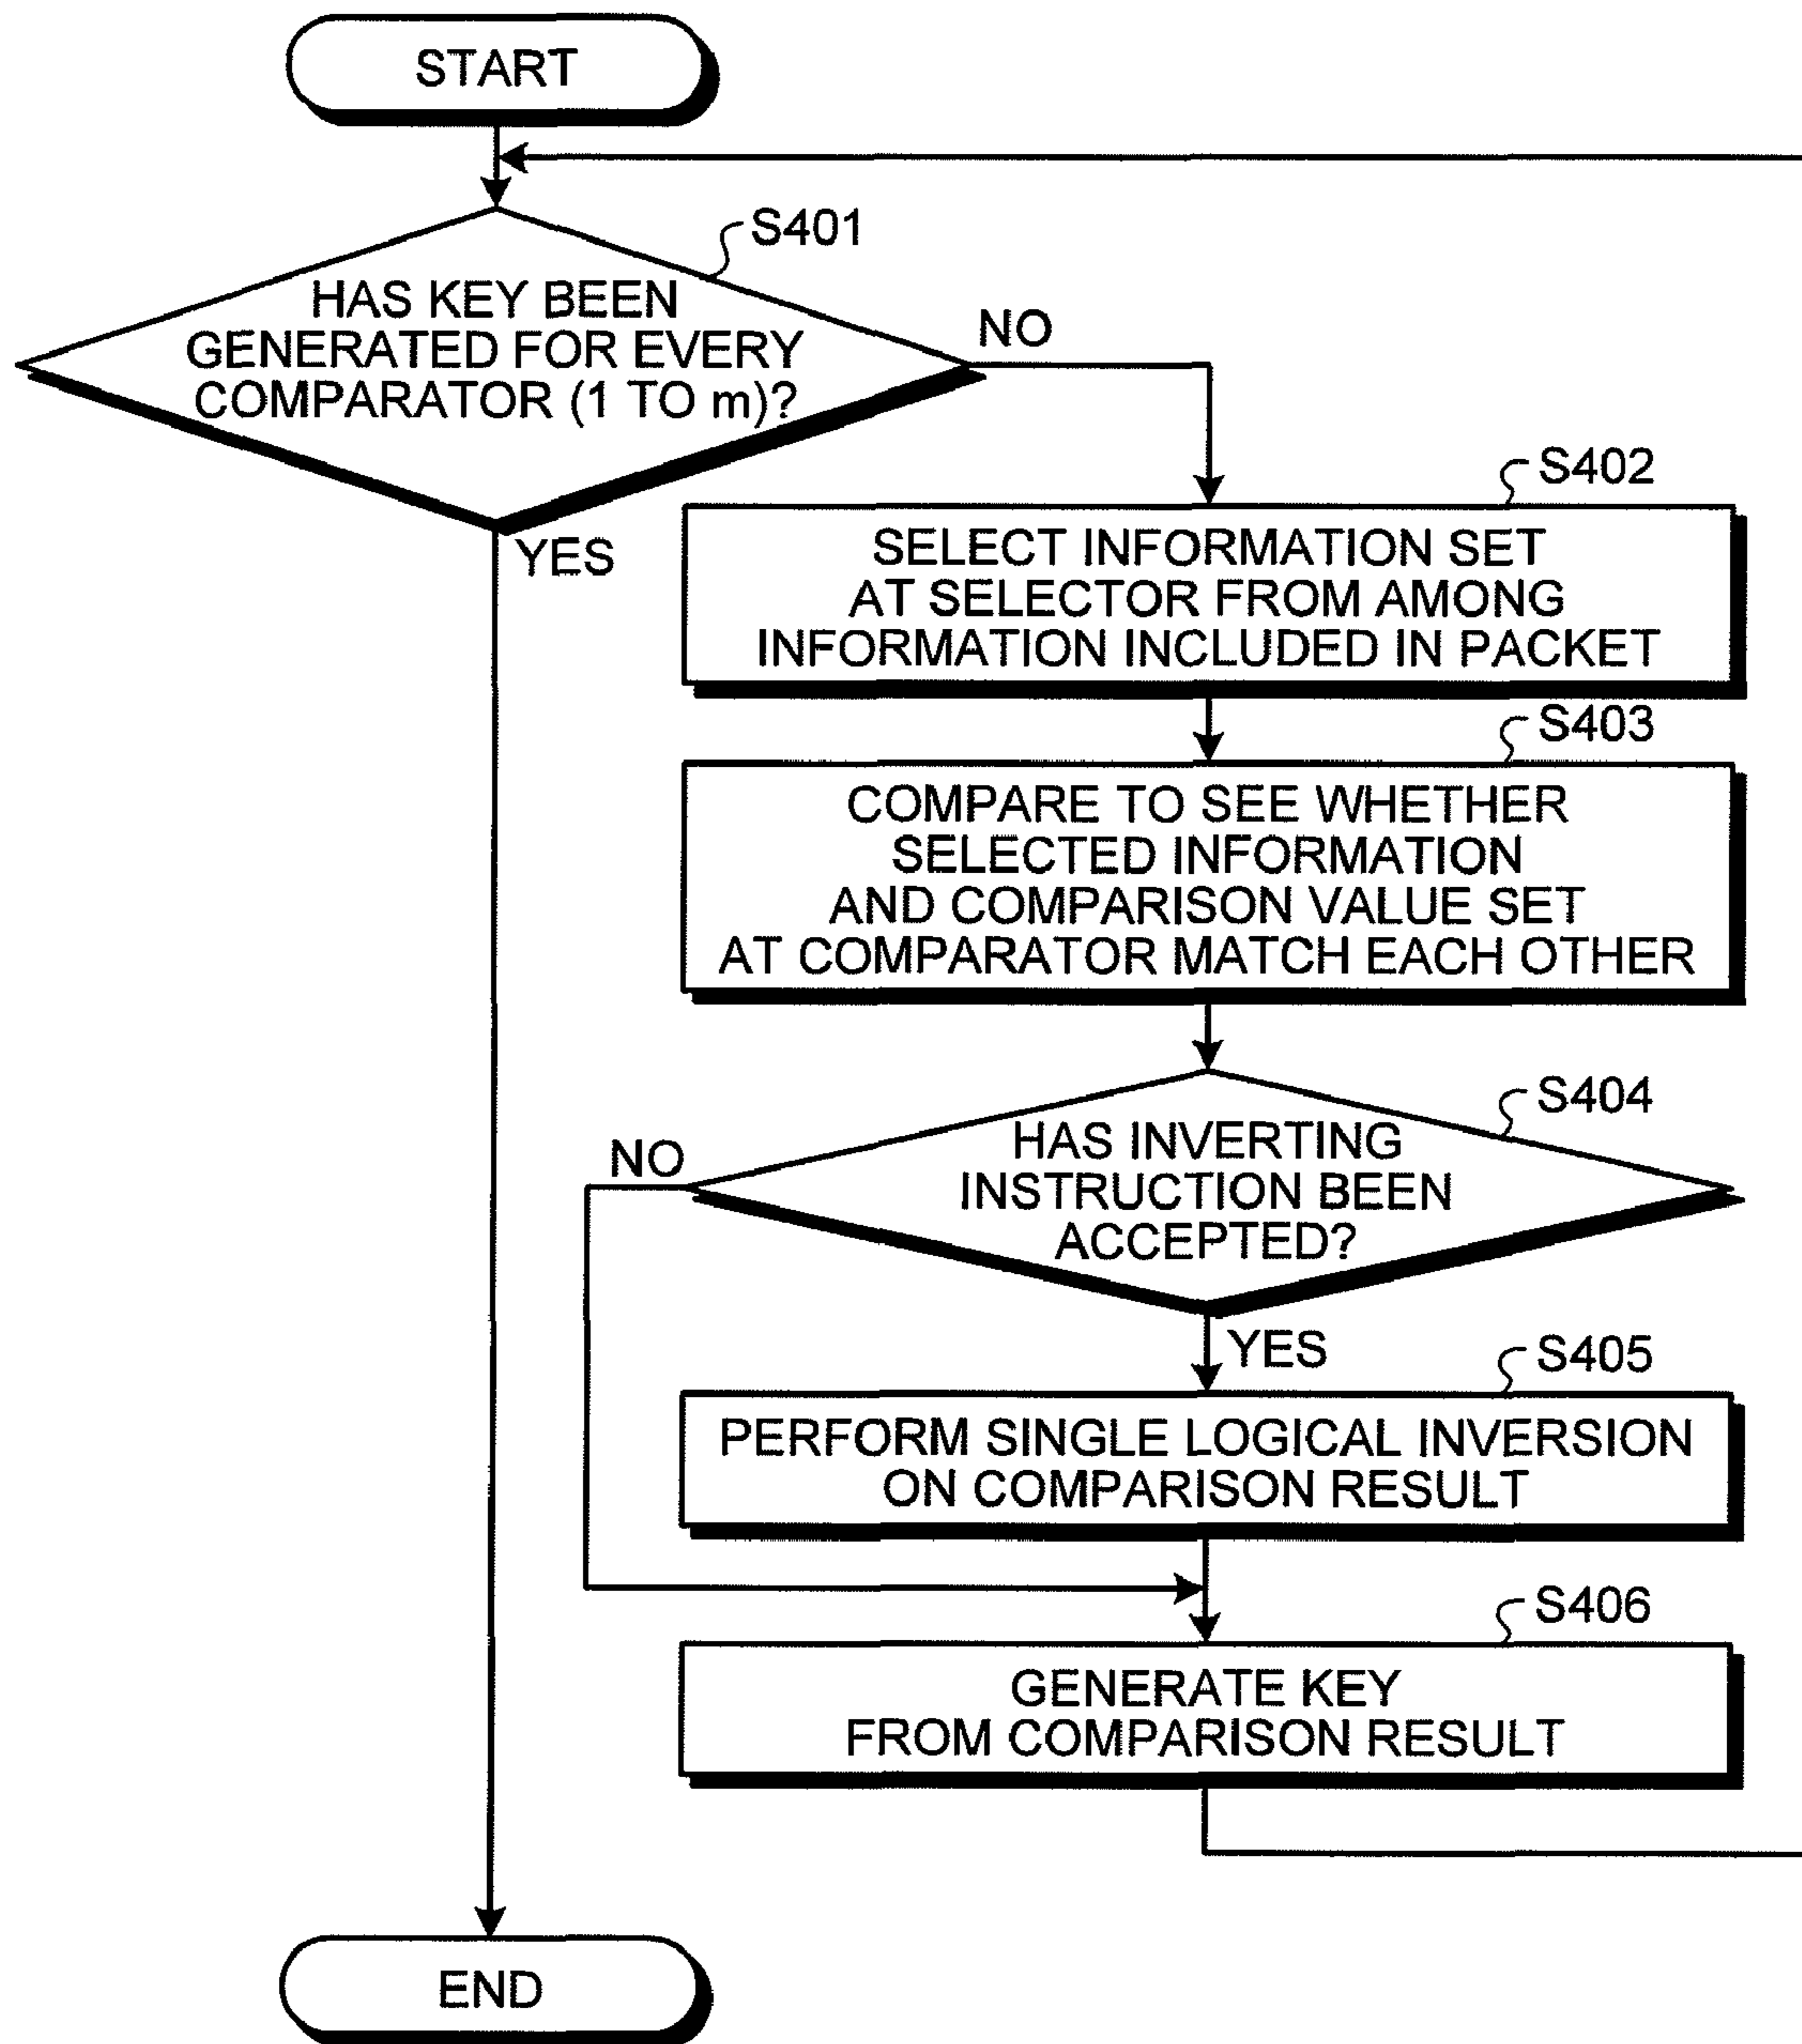 START
S401
HAS KEY BEEN
GENERATED FOR EVERY
COMPARATOR (1 TO m)?
NO
YES
S402
SELECT INFORMATION SET
AT SELECTOR FROM AMONG
INFORMATION INCLUDED IN PACKET
S403
COMPARE TO SEE WHETHER
SELECTED INFORMATION
AND COMPARISON VALUE SET
AT COMPARATOR MATCH EACH OTHER
S404
HAS INVERTING
INSTRUCTION BEEN
ACCEPTED?
NO
YES
S405
PERFORM SINGLE LOGICAL INVERSION
ON COMPARISON RESULT
S406
GENERATE KEY
FROM COMPARISON RESULT
END